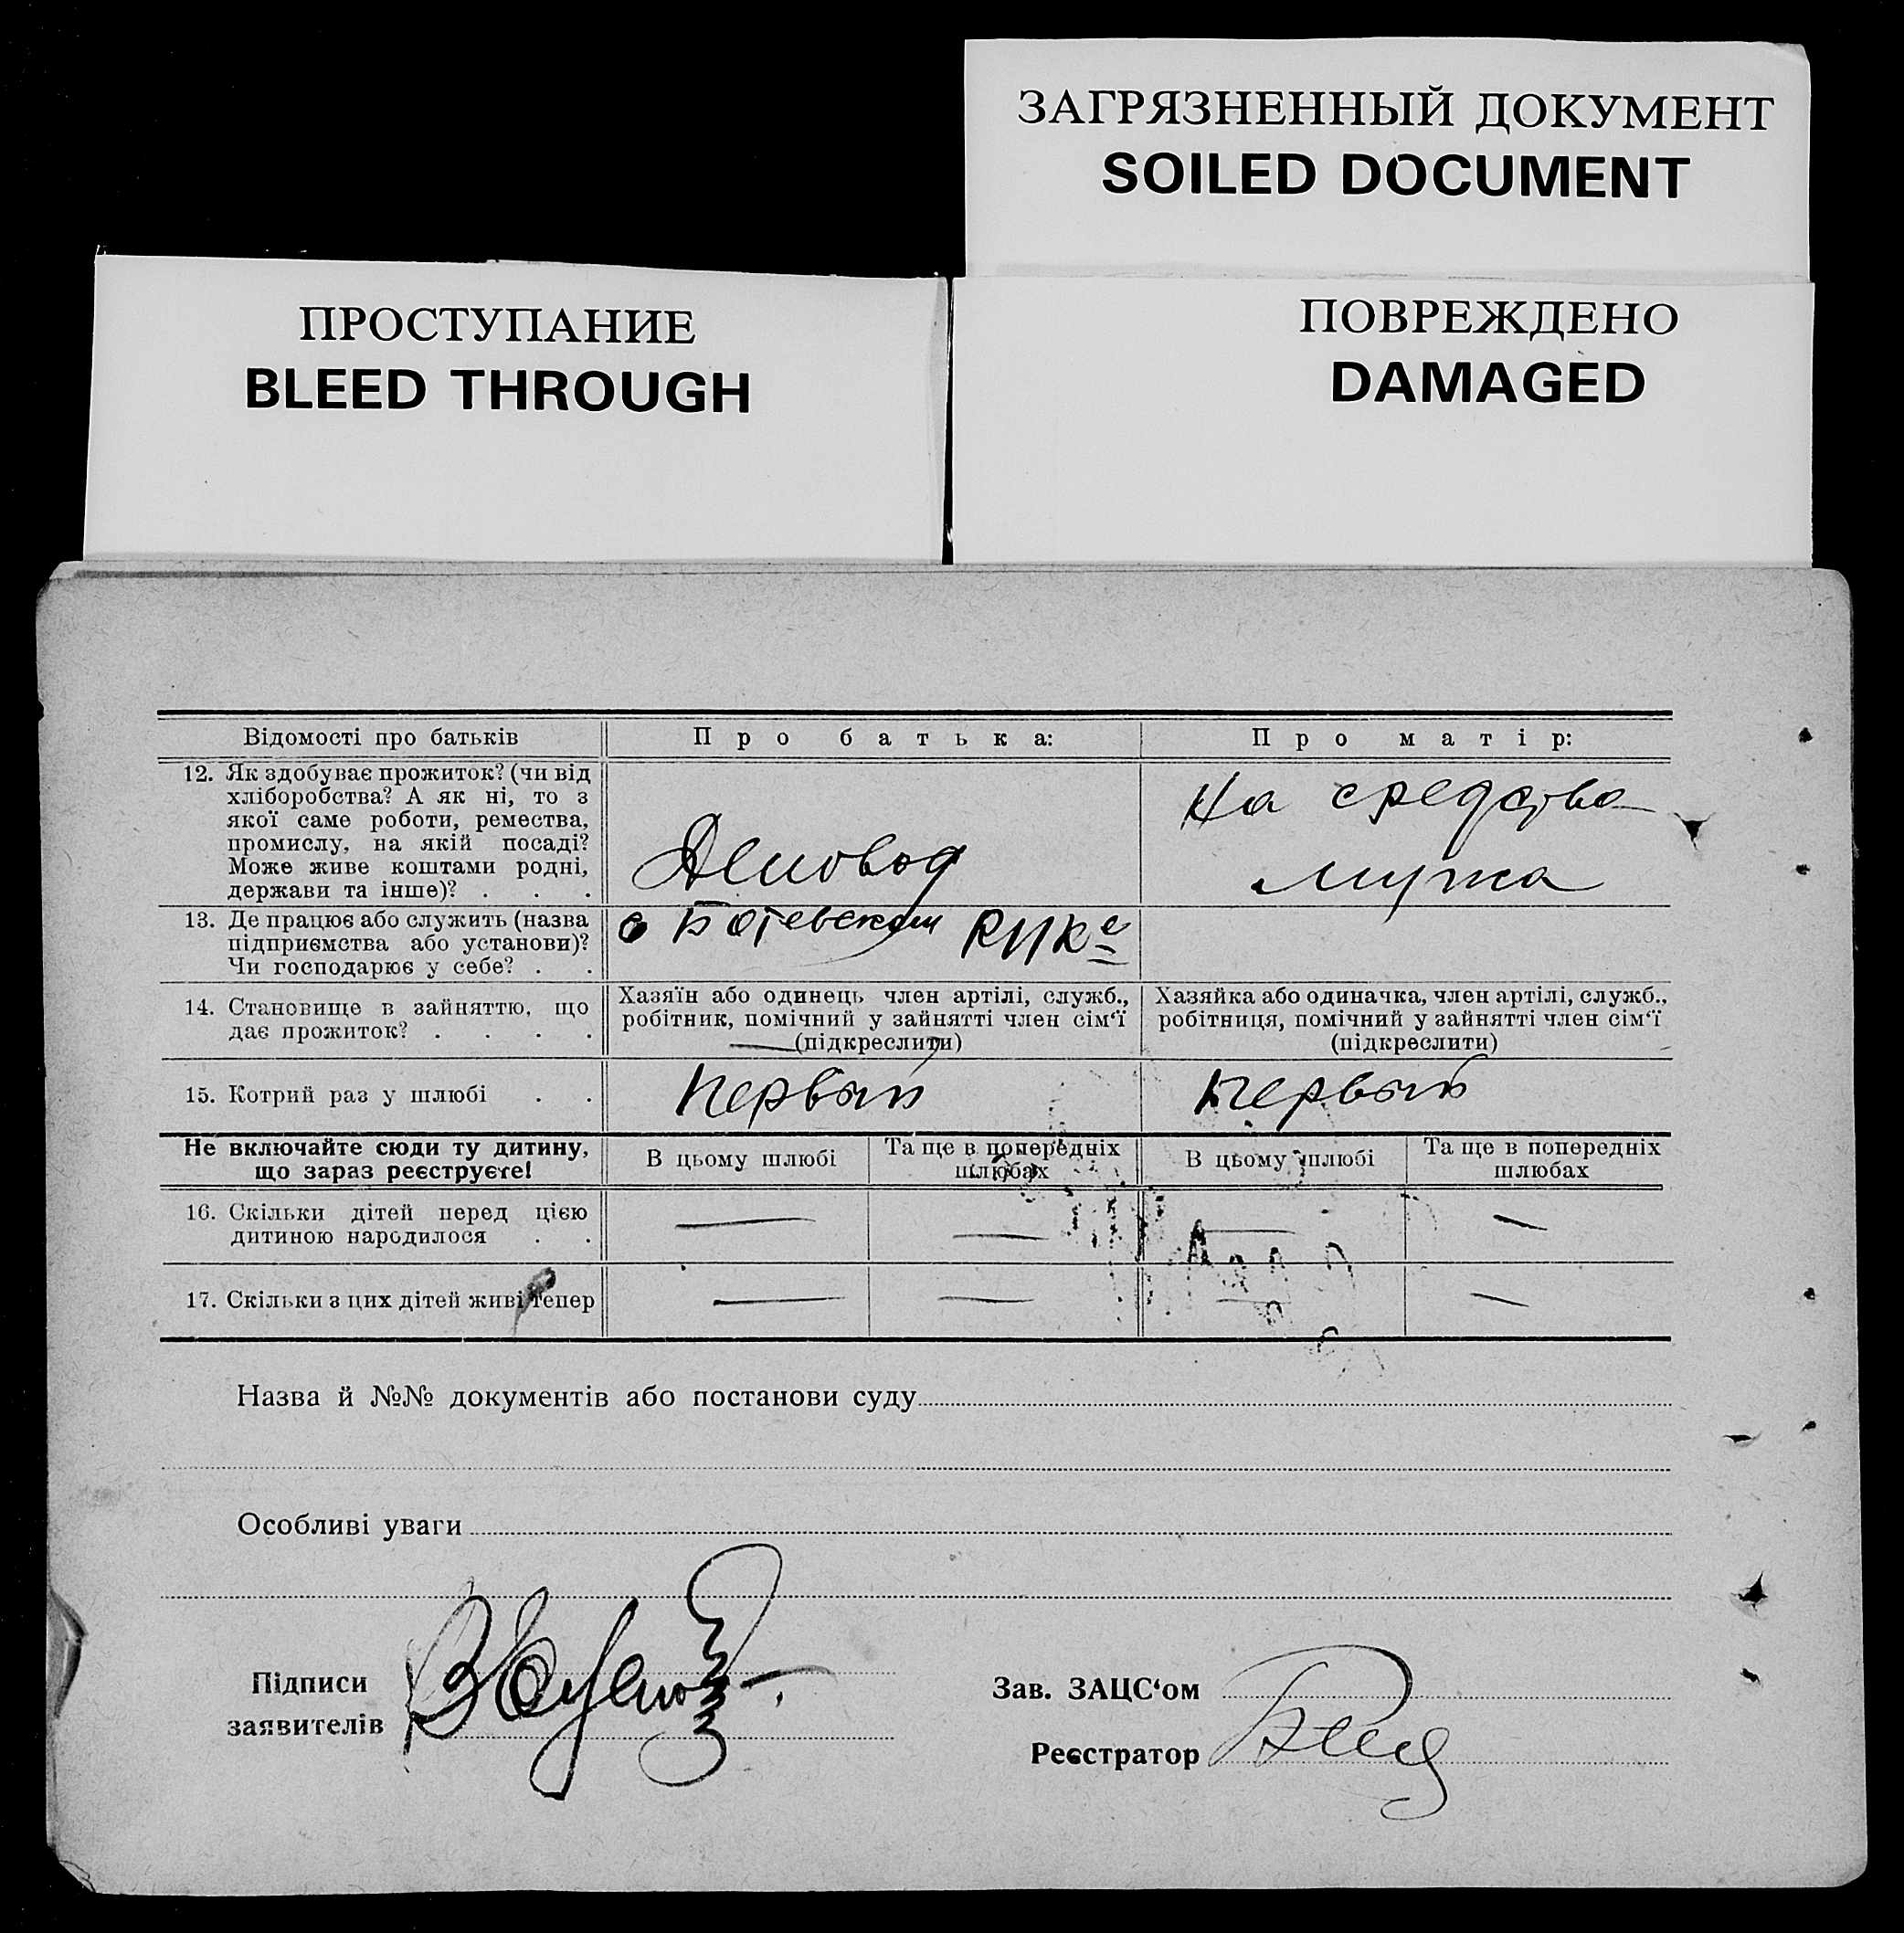 ЗАГРЯЗНЕННЫЙ ДОКУМЕНТ
SOILED DOCUMENT
ПРОСТУПАНИЕ
BLEED THROUGH
ПОВРЕЖДЕНО
DAMAGED
Відомості про батьків
Про батька:
Про матір:
12. Як здобуває прожиток? (чи від
хліборобства? А як ні, то з
якої саме роботи, ремества,
промислу, на якій посаді?
Може живе коштами родні,
держави та інше)? . . .
Деловод
На средства
мужа
13. Де працює або служить (назва
підприємства або установи)?
Чи господарює у себе? . .
в Ботевском РИКе
14. Становище в зайняттю, що
дає прожиток? . . . .
Хазяїн або одинець член артілі, служб.,
робітник, помічний у зайнятті член сім‘ї
(підкреслити)
Хазяйка або одиначка, член артілі, служб.,
робітниця, помічний у зайнятті член сім‘ї
(підкреслити)
15. Котрий раз у шлюбі . .
Первый
Первый
Не включайте сюди ту дитину,
що зараз реєструєте!
В цьому шлюбі
Та ще в попередніх
шлюбах
В цьому шлюбі
Та ще в попередніх
шлюбах
16. Скільки дітей перед цією
дитиною народилося . .
— — — —
17. Скільки з цих дітей живі тепер
— — — —
Назва й №№ документів або постанови суду
Особливі уваги
Підписи
заявителів
Зав. ЗАЦС‘ом
Реєстратор